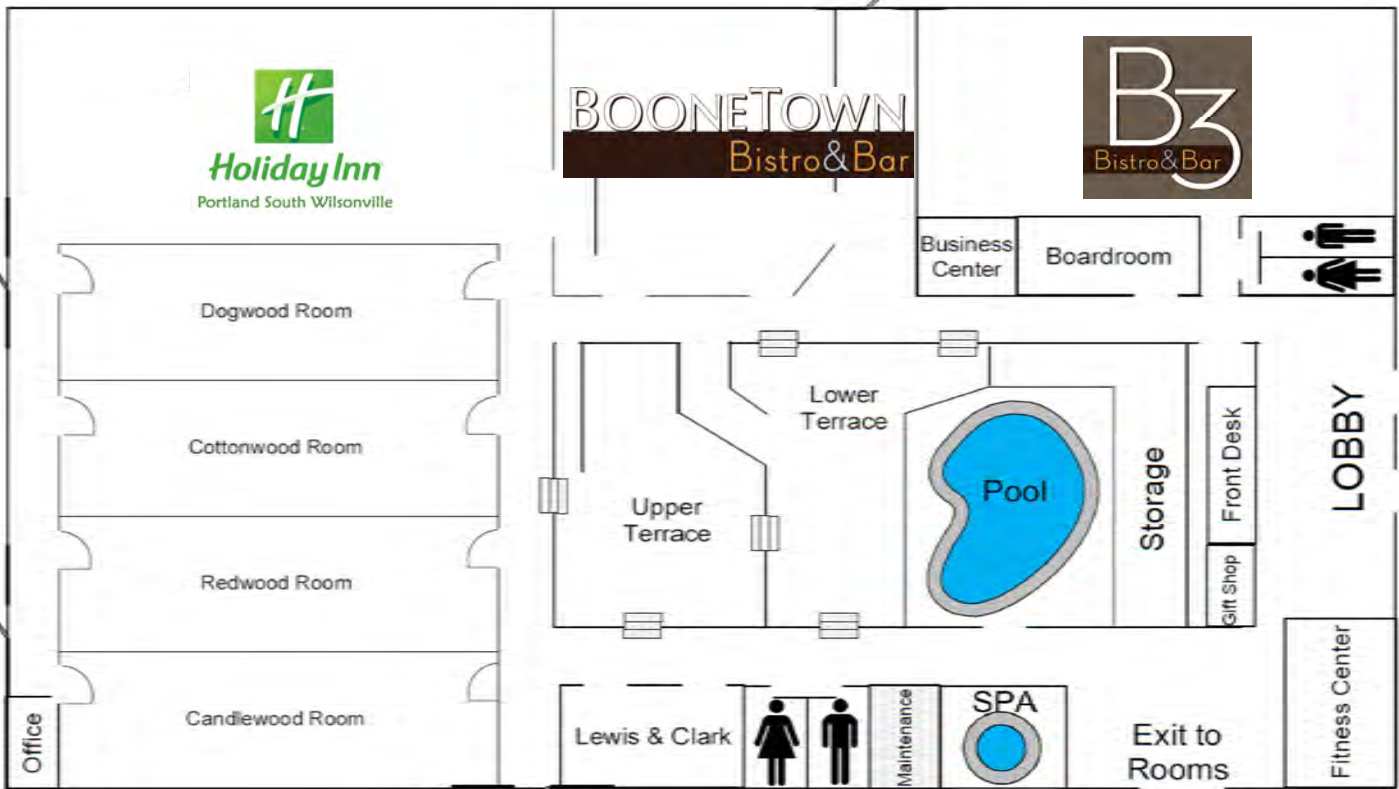 Holiday Inn
Portland South Wilsonville
BOONETOWN
Bistro&Bar
B3
Bistro&Bar
Business
Center
Boardroom
Dogwood Room
Cottonwood Room
Redwood Room
Candlewood Room
Office
Upper
Terrace
Lower
Terrace
Pool
Storage
Front Desk
Gift Shop
LOBBY
Fitness Center
Lewis & Clark
Maintenance
SPA
Exit to
Rooms